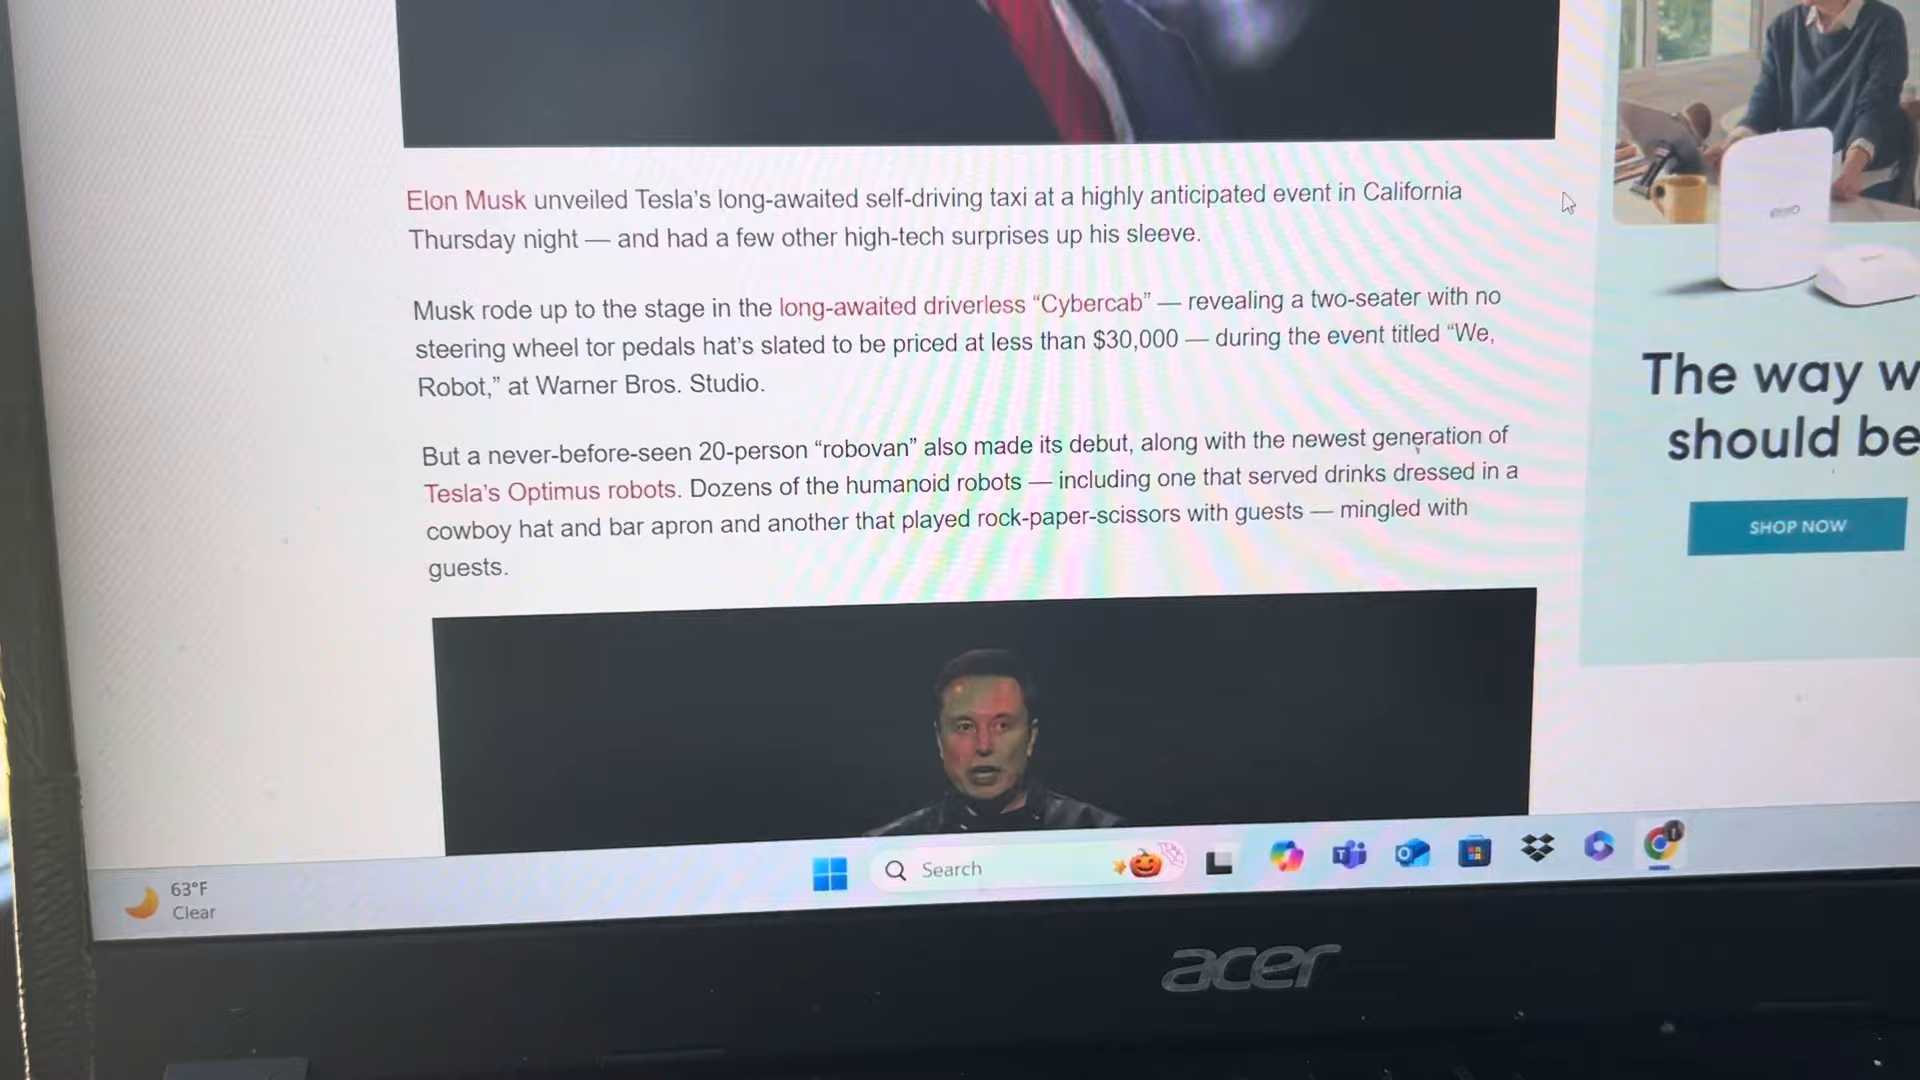 Elon Musk unveiled Tesla’s long-awaited self-driving taxi at a highly anticipated event in California
Thursday night — and had a few other high-tech surprises up his sleeve.
Musk rode up to the stage in the long-awaited driverless “Cybercab” — revealing a two-seater with no
steering wheel tor pedals hat’s slated to be priced at less than $30,000 — during the event titled “We,
Robot,” at Warner Bros. Studio.
But a never-before-seen 20-person “robovan” also made its debut, along with the newest generation of
Tesla’s Optimus robots. Dozens of the humanoid robots — including one that served drinks dressed in a
cowboy hat and bar apron and another that played rock-paper-scissors with guests — mingled with
guests.
eero
The way w
should be
SHOP NOW
63°F
Clear
Search
acer